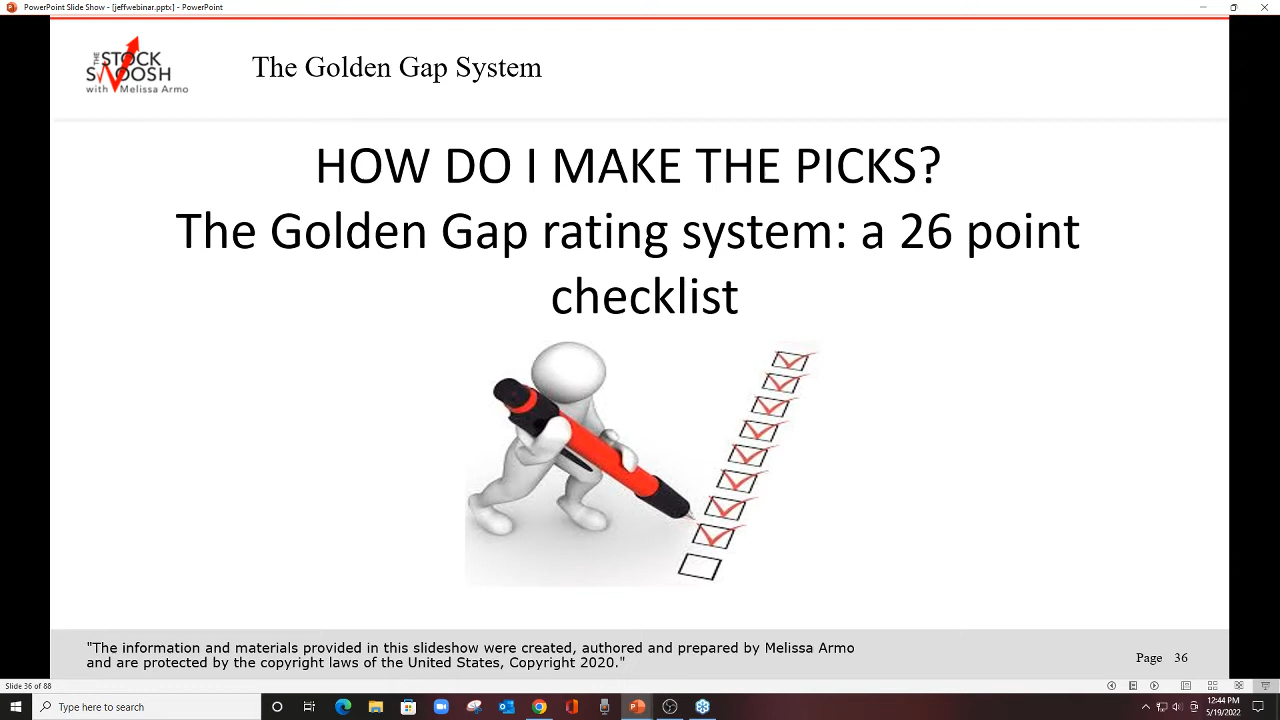 PowerPoint Slide Show - [jeffwebinar.pptx] - PowerPoint
THE STOCK
SWOOSH
with Melissa Armo
The Golden Gap System
HOW DO I MAKE THE PICKS?
The Golden Gap rating system: a 26 point
checklist
"The information and materials provided in this slideshow were created, authored and prepared by Melissa Armo
and are protected by the copyright laws of the United States, Copyright 2020."
Page 36
Slide 36 of 88
Type here to search
12:44 PM
5/19/2022